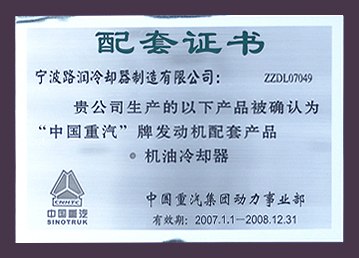 配套证书
宁波路润冷却器制造有限公司： ZZDL07049
贵公司生产的以下产品被确认为
“中国重汽”牌发动机配套产品
机油冷却器
CNHTC
中国重汽
SINOTRUK
中国重汽集团动力事业部
有效期：2007.1.1－2008.12.31